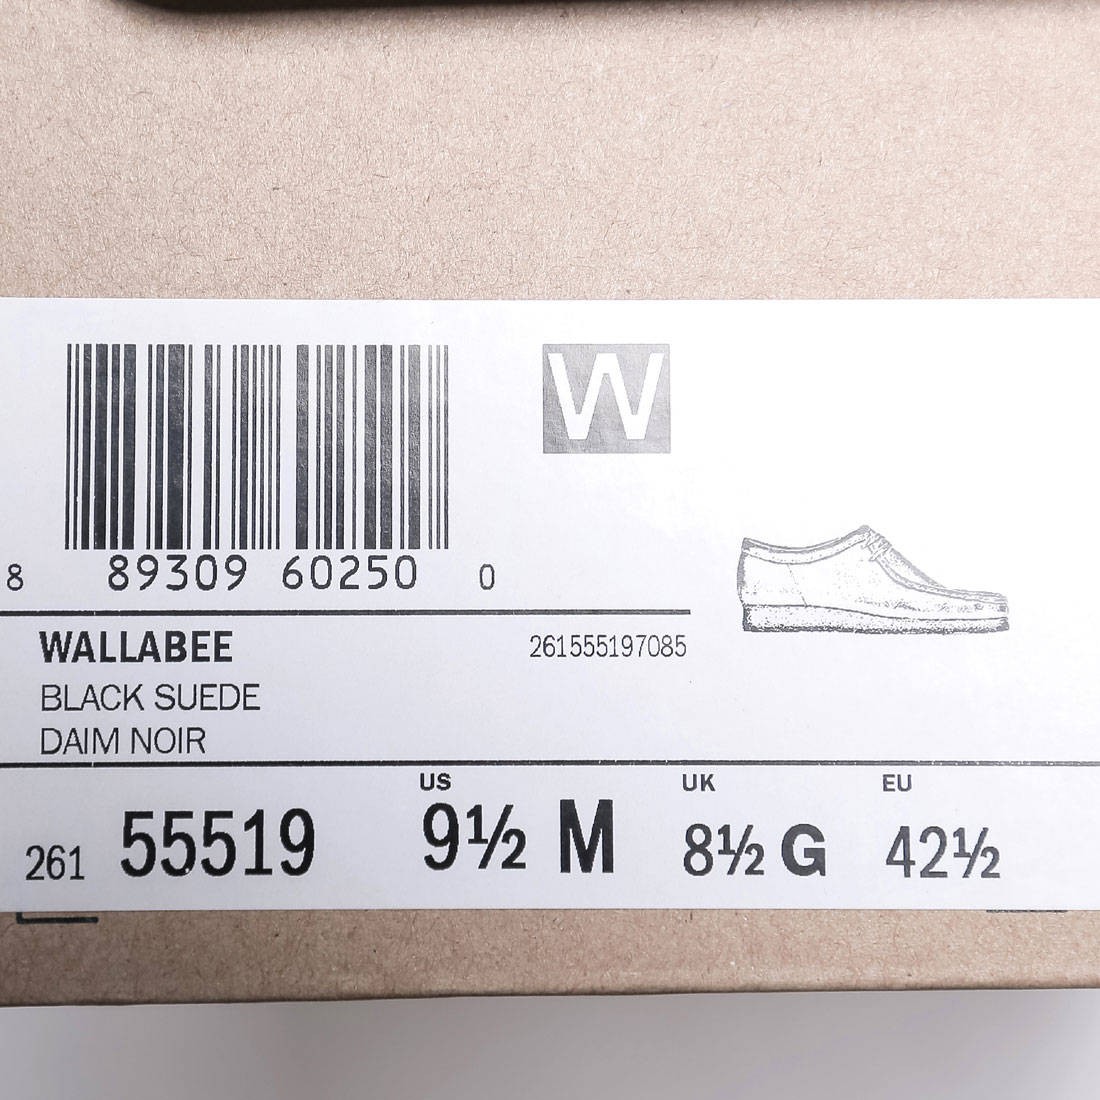 W
8 89309 60250 0
WALLABEE 261555197085
BLACK SUEDE
DAIM NOIR
US UK EU
261 55519 9½ M 8½ G 42½